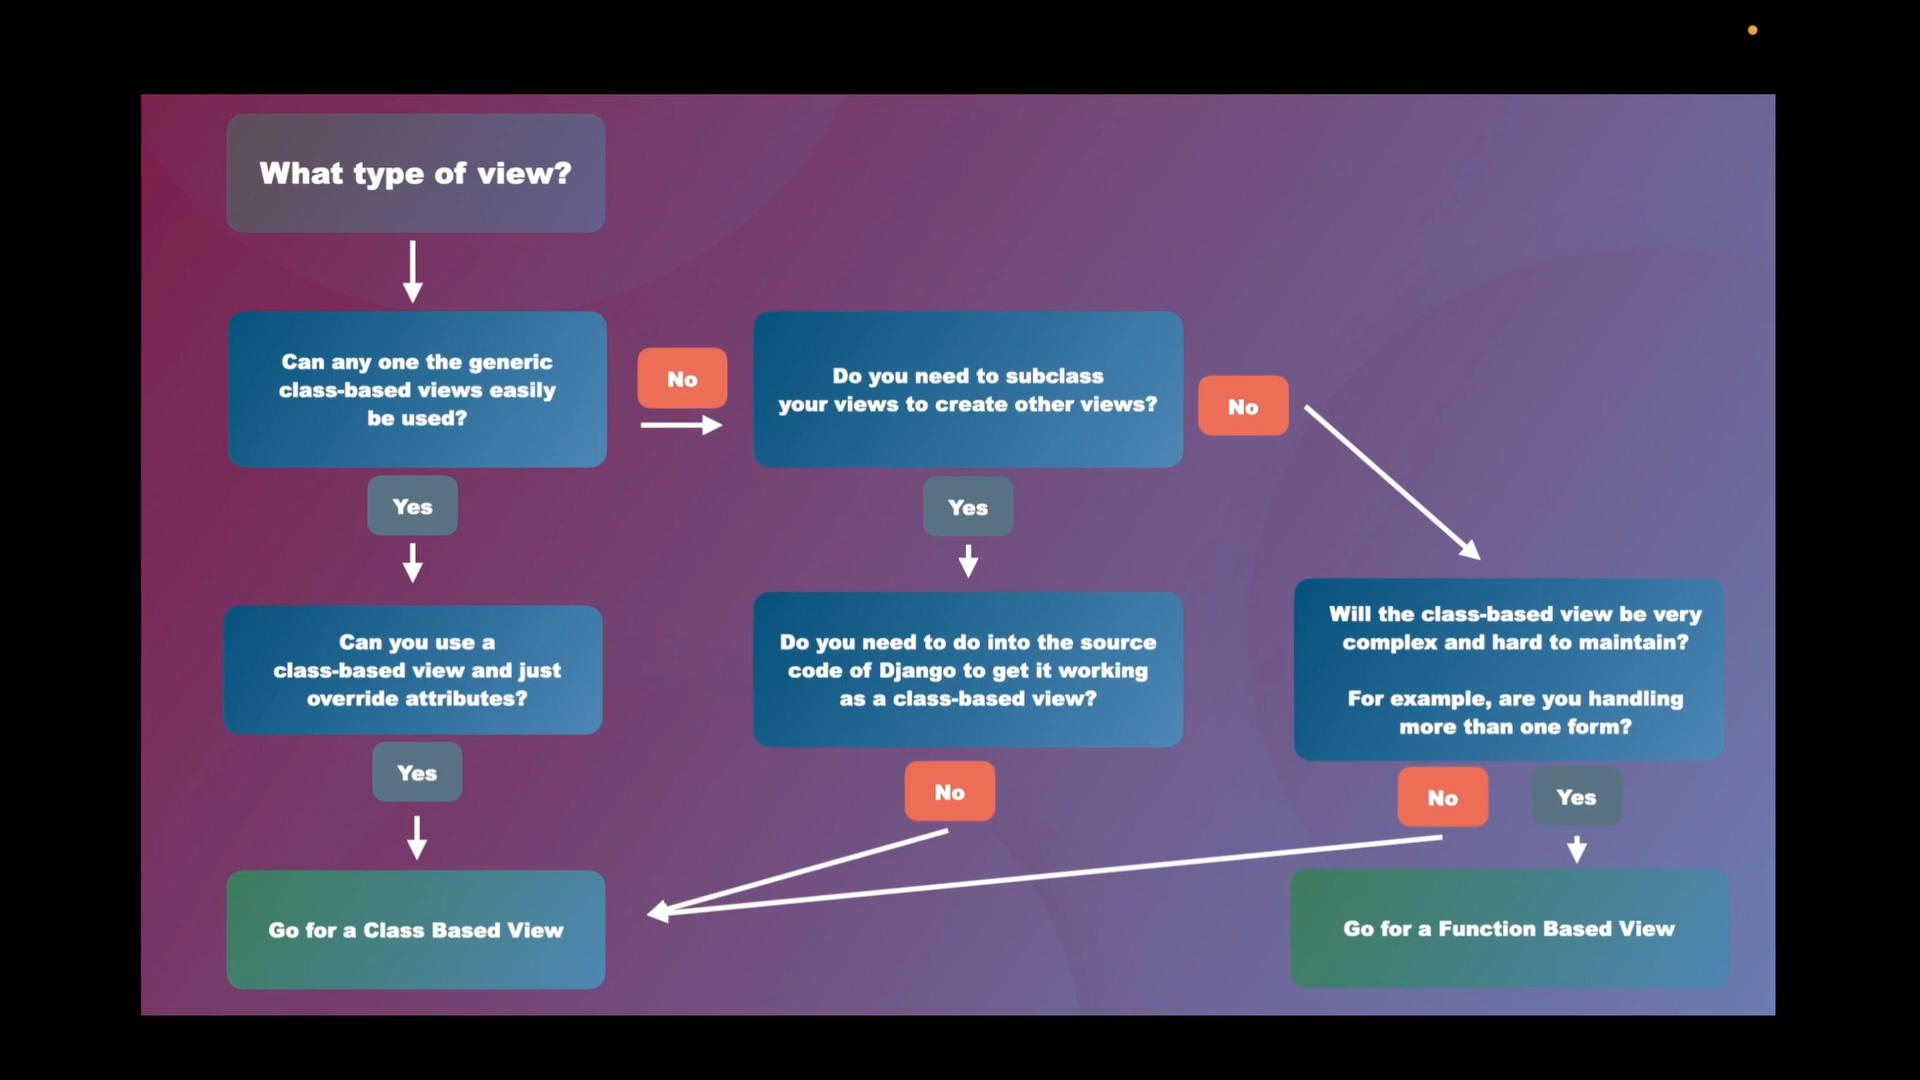 What type of view?
Can any one the generic
class-based views easily
be used?
No
Do you need to subclass
your views to create other views?
No
Yes
Yes
Can you use a
class-based view and just
override attributes?
Do you need to do into the source
code of Django to get it working
as a class-based view?
Will the class-based view be very
complex and hard to maintain?
For example, are you handling
more than one form?
Yes
No
No
Yes
Go for a Class Based View
Go for a Function Based View